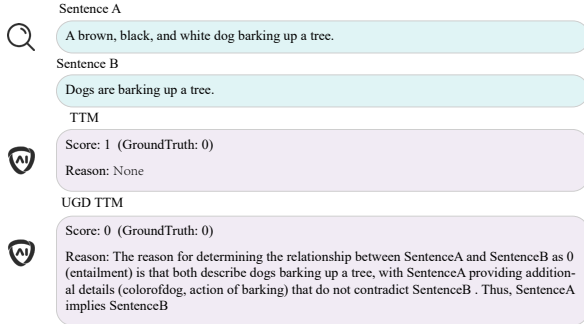 Sentence A
A brown, black, and white dog barking up a tree.
Sentence B
Dogs are barking up a tree.
TTM
Score: 1  (GroundTruth: 0)
Reason: None
UGD TTM
Score: 0  (GroundTruth: 0)
Reason: The reason for determining the relationship between SentenceA and SentenceB as 0
(entailment) is that both describe dogs barking up a tree, with SentenceA providing addition-
al details (colorofdog, action of barking) that do not contradict SentenceB . Thus, SentenceA
implies SentenceB